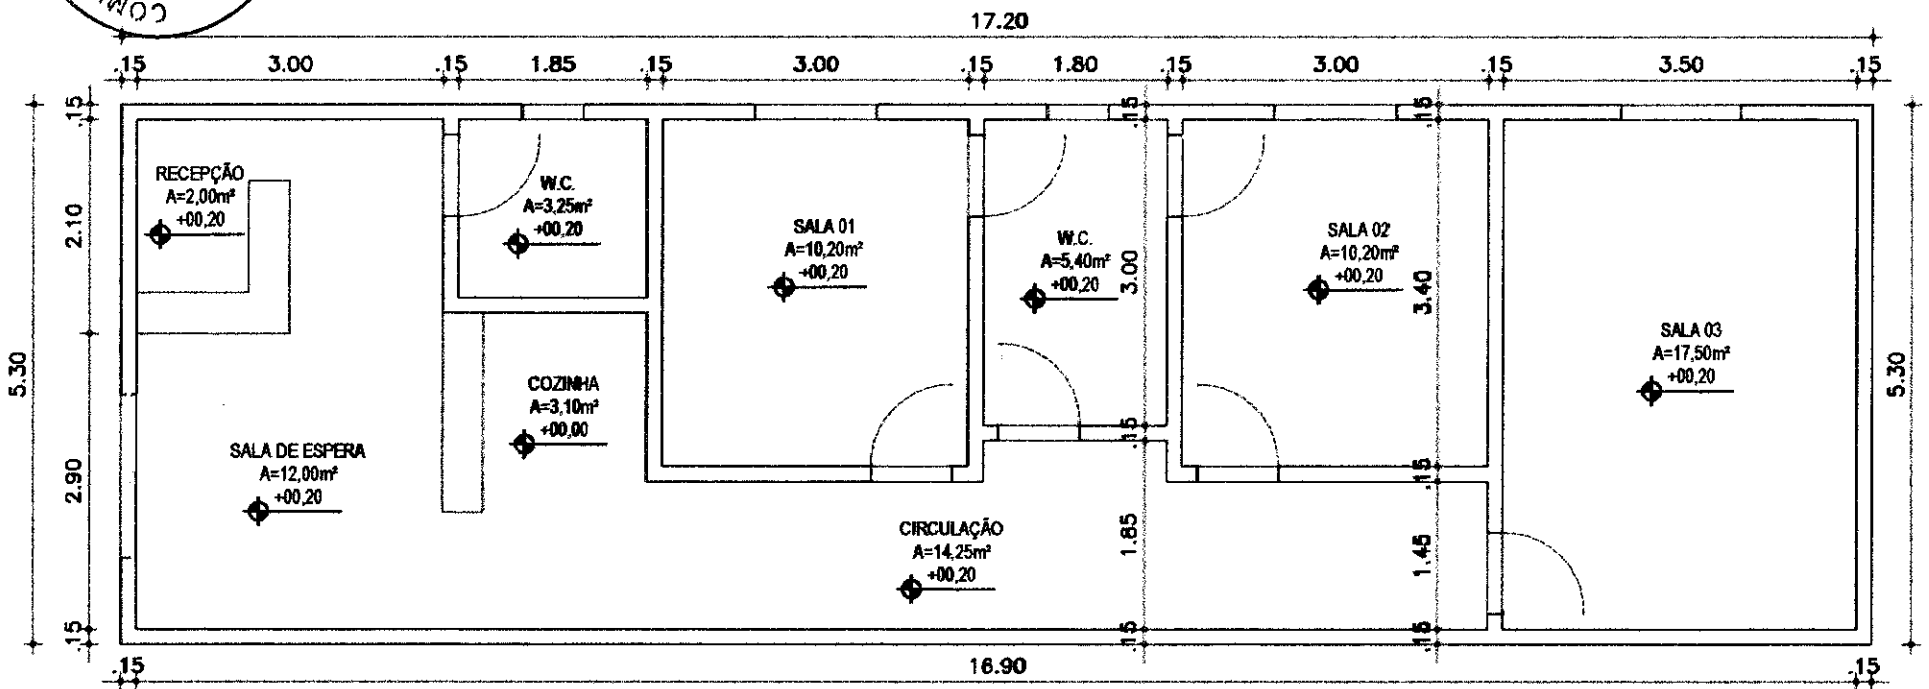 COM
17.20
.15 3.00 .15 1.85 .15 3.00 .15 1.80 .15 3.00 .15 3.50 .15
.15
2.10
2.90
.15
5.30
RECEPÇÃO
A=2,00m²
+00,20
W.C.
A=3,25m²
+00,20
SALA 01
A=10,20m²
+00,20
W.C.
A=5,40m²
+00,20
SALA 02
A=10,20m²
+00,20
SALA 03
A=17,50m²
+00,20
COZINHA
A=3,10m²
+00,00
SALA DE ESPERA
A=12,00m²
+00,20
CIRCULAÇÃO
A=14,25m²
+00,20
.15
3.00
.15
1.85
.15
.15
3.40
.15
1.45
.15
5.30
.15 16.90 .15